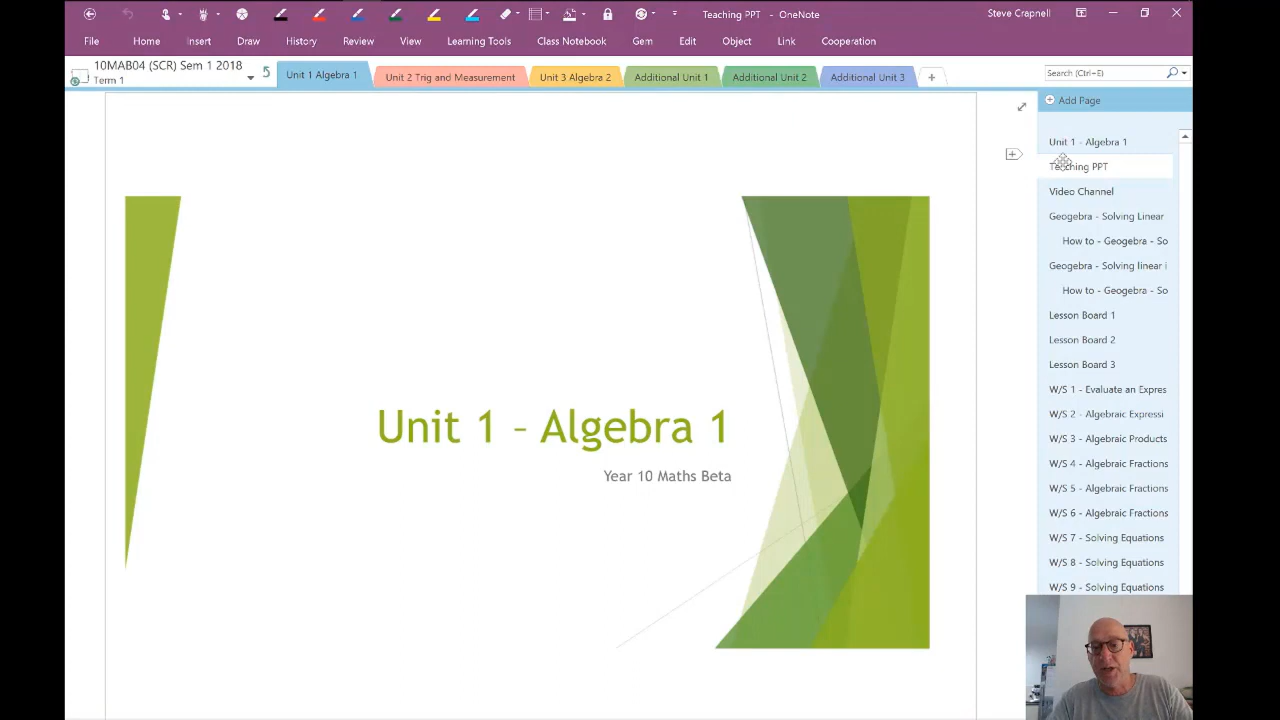 Teaching PPT - OneNote
Steve Crapnell
File Home Insert Draw History Review View Learning Tools Class Notebook Gem Edit Object Link Cooperation
10MAB04 (SCR) Sem 1 2018
Term 1
Unit 1 Algebra 1
Unit 2 Trig and Measurement
Unit 3 Algebra 2
Additional Unit 1
Additional Unit 2
Additional Unit 3
Search (Ctrl+E)
Add Page
Unit 1 - Algebra 1
Teaching PPT
Video Channel
Geogebra - Solving Linear
How to - Geogebra - So
Geogebra - Solving linear i
How to - Geogebra - So
Lesson Board 1
Lesson Board 2
Lesson Board 3
W/S 1 - Evaluate an Expres
W/S 2 - Algebraic Expressi
W/S 3 - Algebraic Products
W/S 4 - Algebraic Fractions
W/S 5 - Algebraic Fractions
W/S 6 - Algebraic Fractions
W/S 7 - Solving Equations
W/S 8 - Solving Equations
W/S 9 - Solving Equations
Unit 1 – Algebra 1
Year 10 Maths Beta